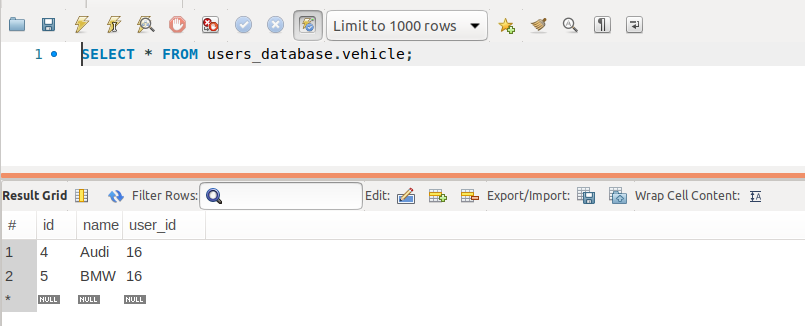 Limit to 1000 rows
1 SELECT * FROM users_database.vehicle;
Result Grid Filter Rows: Edit: Export/Import: Wrap Cell Content:
# id name user_id
1 4 Audi 16
2 5 BMW 16
* NULL NULL NULL